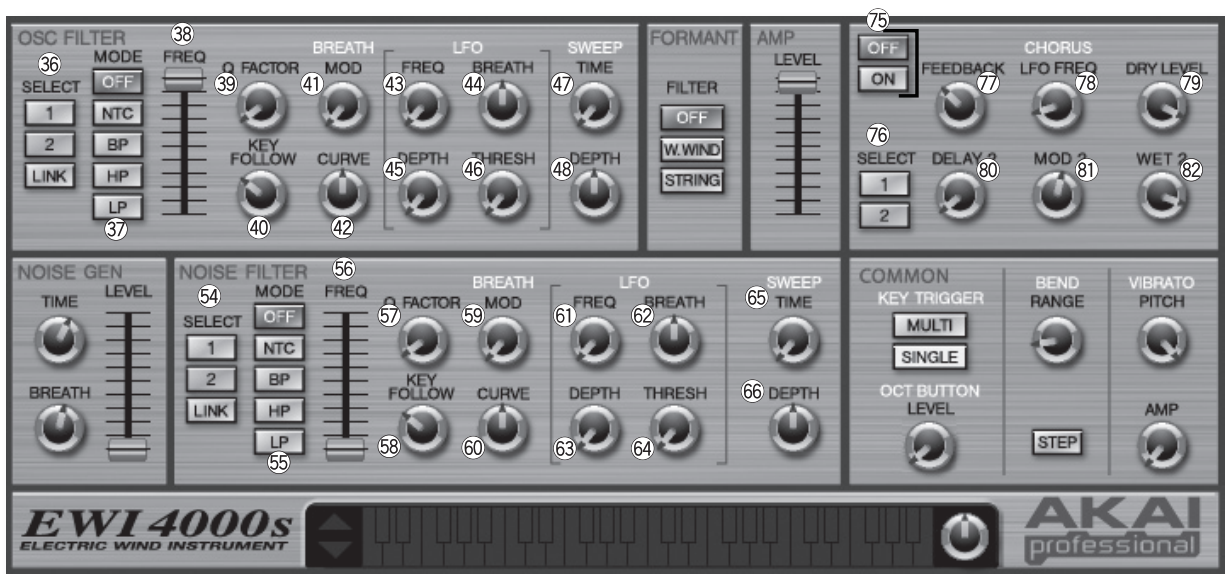 OSC FILTER
36
SELECT
1
2
LINK
MODE
OFF
NTC
BP
HP
LP
37
38
FREQ
BREATH
Q FACTOR
39
MOD
41
KEY
FOLLOW
40
CURVE
42
LFO
FREQ
43
BREATH
44
DEPTH
45
THRESH
46
SWEEP
TIME
47
DEPTH
48
FORMANT
FILTER
OFF
W.WIND
STRING
AMP
LEVEL
75
OFF
ON
76
SELECT
1
2
CHORUS
FEEDBACK
77
LFO FREQ
78
DRY LEVEL
79
DELAY 2
80
MOD 2
81
WET 2
82
NOISE GEN
TIME
LEVEL
BREATH
NOISE FILTER
54
SELECT
1
2
LINK
MODE
OFF
NTC
BP
HP
LP
55
56
FREQ
BREATH
Q FACTOR
57
MOD
59
KEY
FOLLOW
58
CURVE
60
LFO
FREQ
61
BREATH
62
DEPTH
63
THRESH
64
SWEEP
65
TIME
66
DEPTH
COMMON
KEY TRIGGER
MULTI
SINGLE
OCT BUTTON
LEVEL
BEND
RANGE
STEP
VIBRATO
PITCH
AMP
EWI 4000s
ELECTRIC WIND INSTRUMENT
AKAI
professional